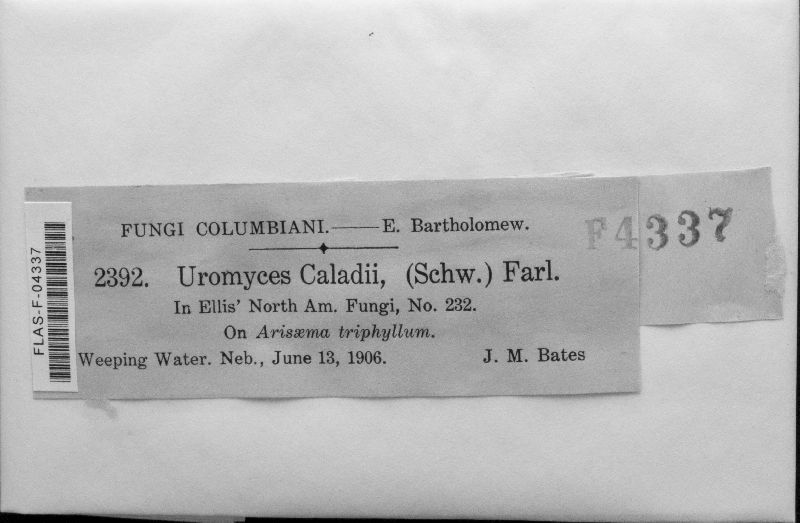 FUNGI COLUMBIANI.——E. Bartholomew.
F4337
2392. Uromyces Caladii, (Schw.) Farl.
In Ellis' North Am. Fungi, No. 232.
On Arisæma triphyllum.
Weeping Water. Neb., June 13, 1906. J. M. Bates
FLAS-F-04337